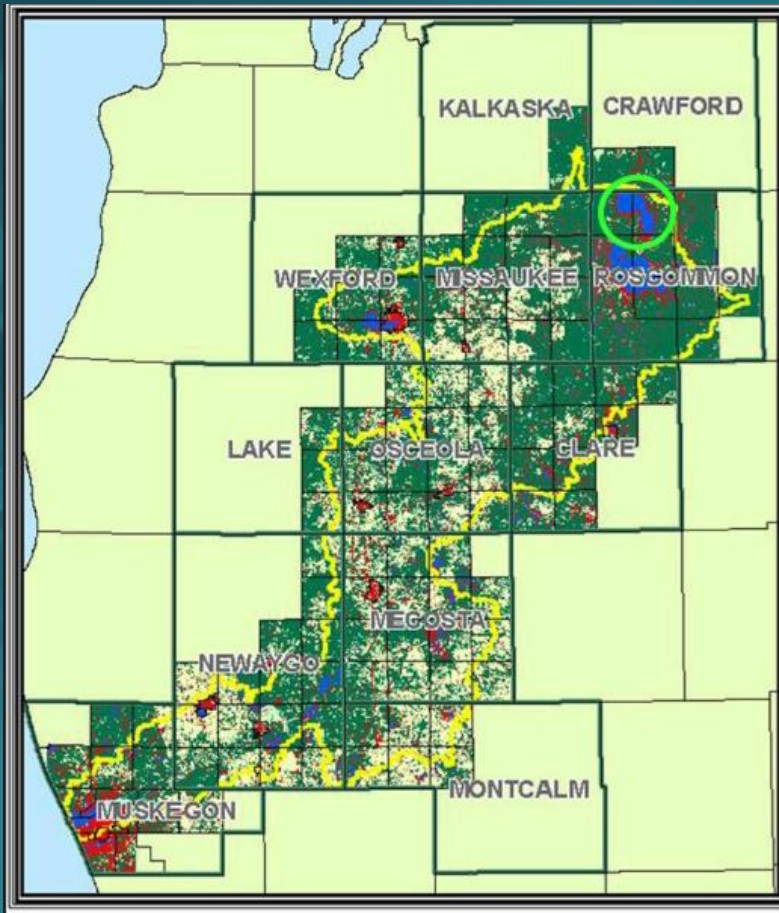 KALKASKA
CRAWFORD
WEXFORD
MISSAUKEE
ROSCOMMON
LAKE
OSCEOLA
CLARE
MECOSTA
NEWAYGO
MONTCALM
MUSKEGON